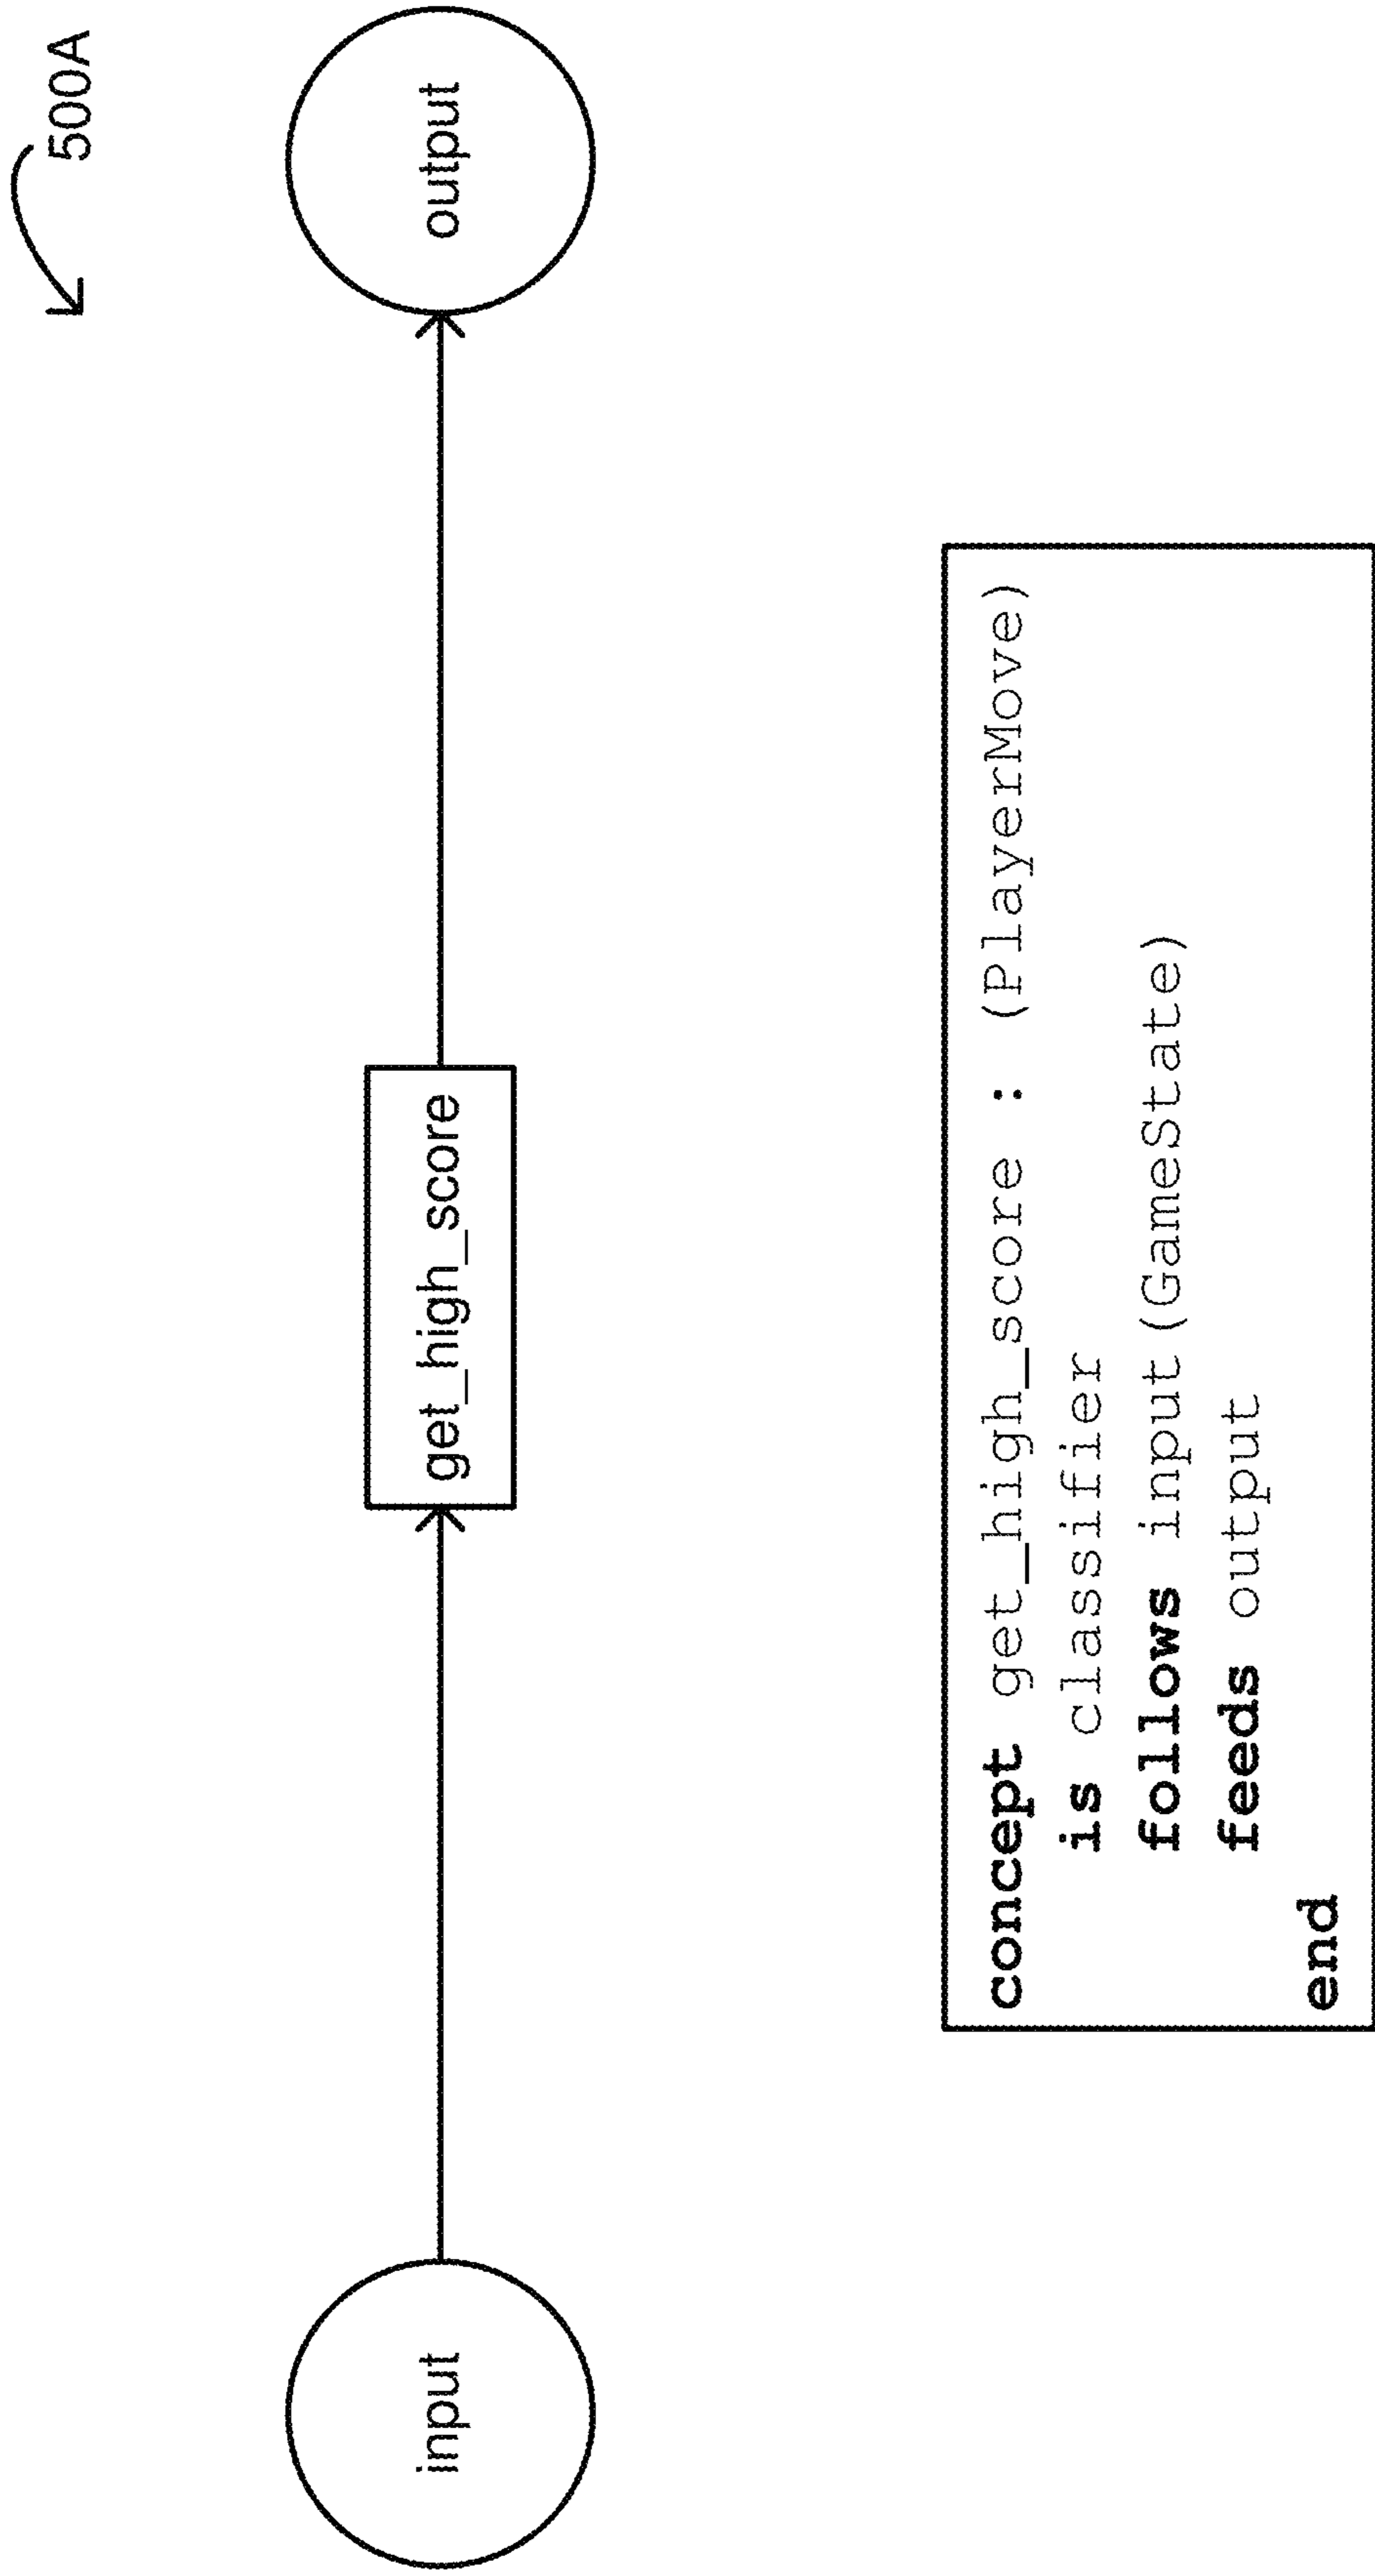 500A
input
get_high_score
output
concept get_high_score : (PlayerMove)
is classifier
follows input(GameState)
feeds output
end